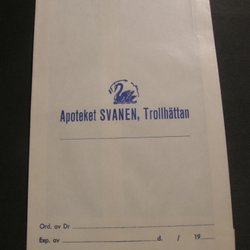 Apoteket SVANEN, Trollhättan
Ord. av Dr
Exp. av d. / 19